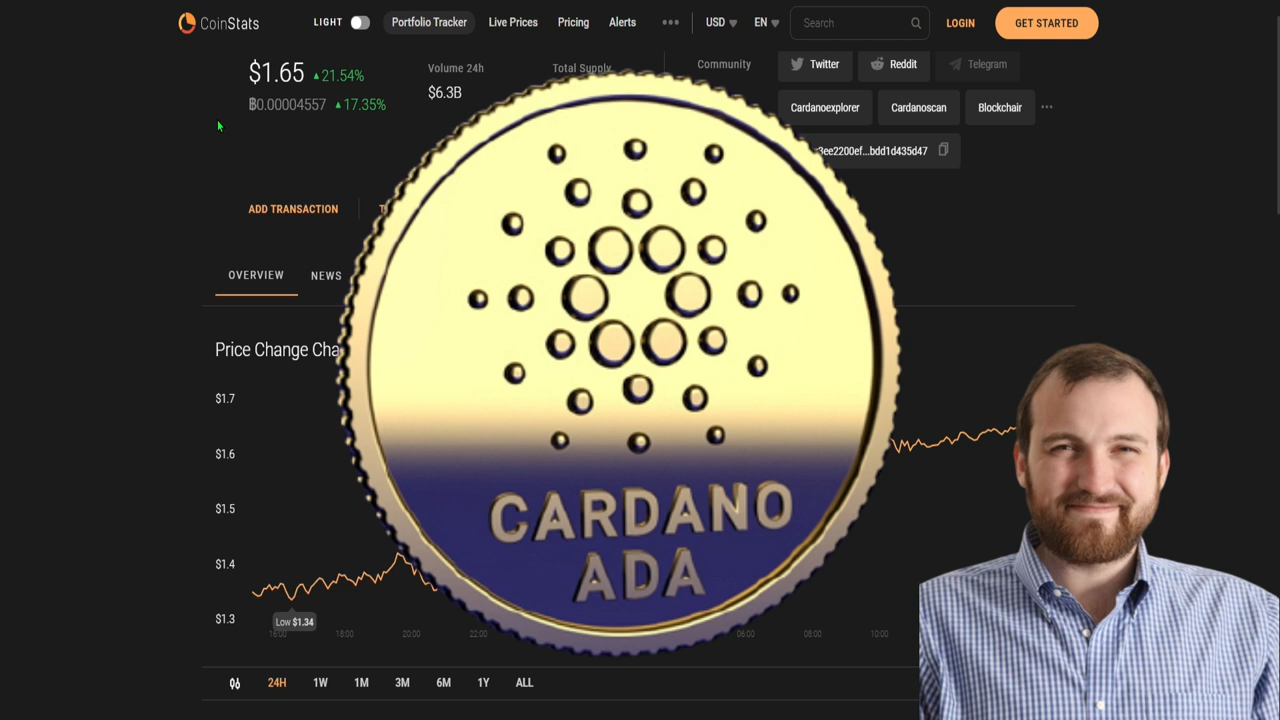 CoinStats LIGHT Portfolio Tracker Live Prices Pricing Alerts ••• USD EN Search LOGIN GET STARTED
$1.65 ▲21.54% Volume 24h Total Supply Community Twitter Reddit Telegram
฿0.00004557 ▲17.35% $6.3B Cardanoexplorer Cardanoscan Blockchair •••
3ee2200ef...bdd1d435d47
ADD TRANSACTION
OVERVIEW NEWS
Price Change Cha
$1.7
$1.6
$1.5
$1.4
$1.3
CARDANO
ADA
Low $1.34
16:00 18:00 20:00 22:00 06:00 08:00 10:00
24H 1W 1M 3M 6M 1Y ALL